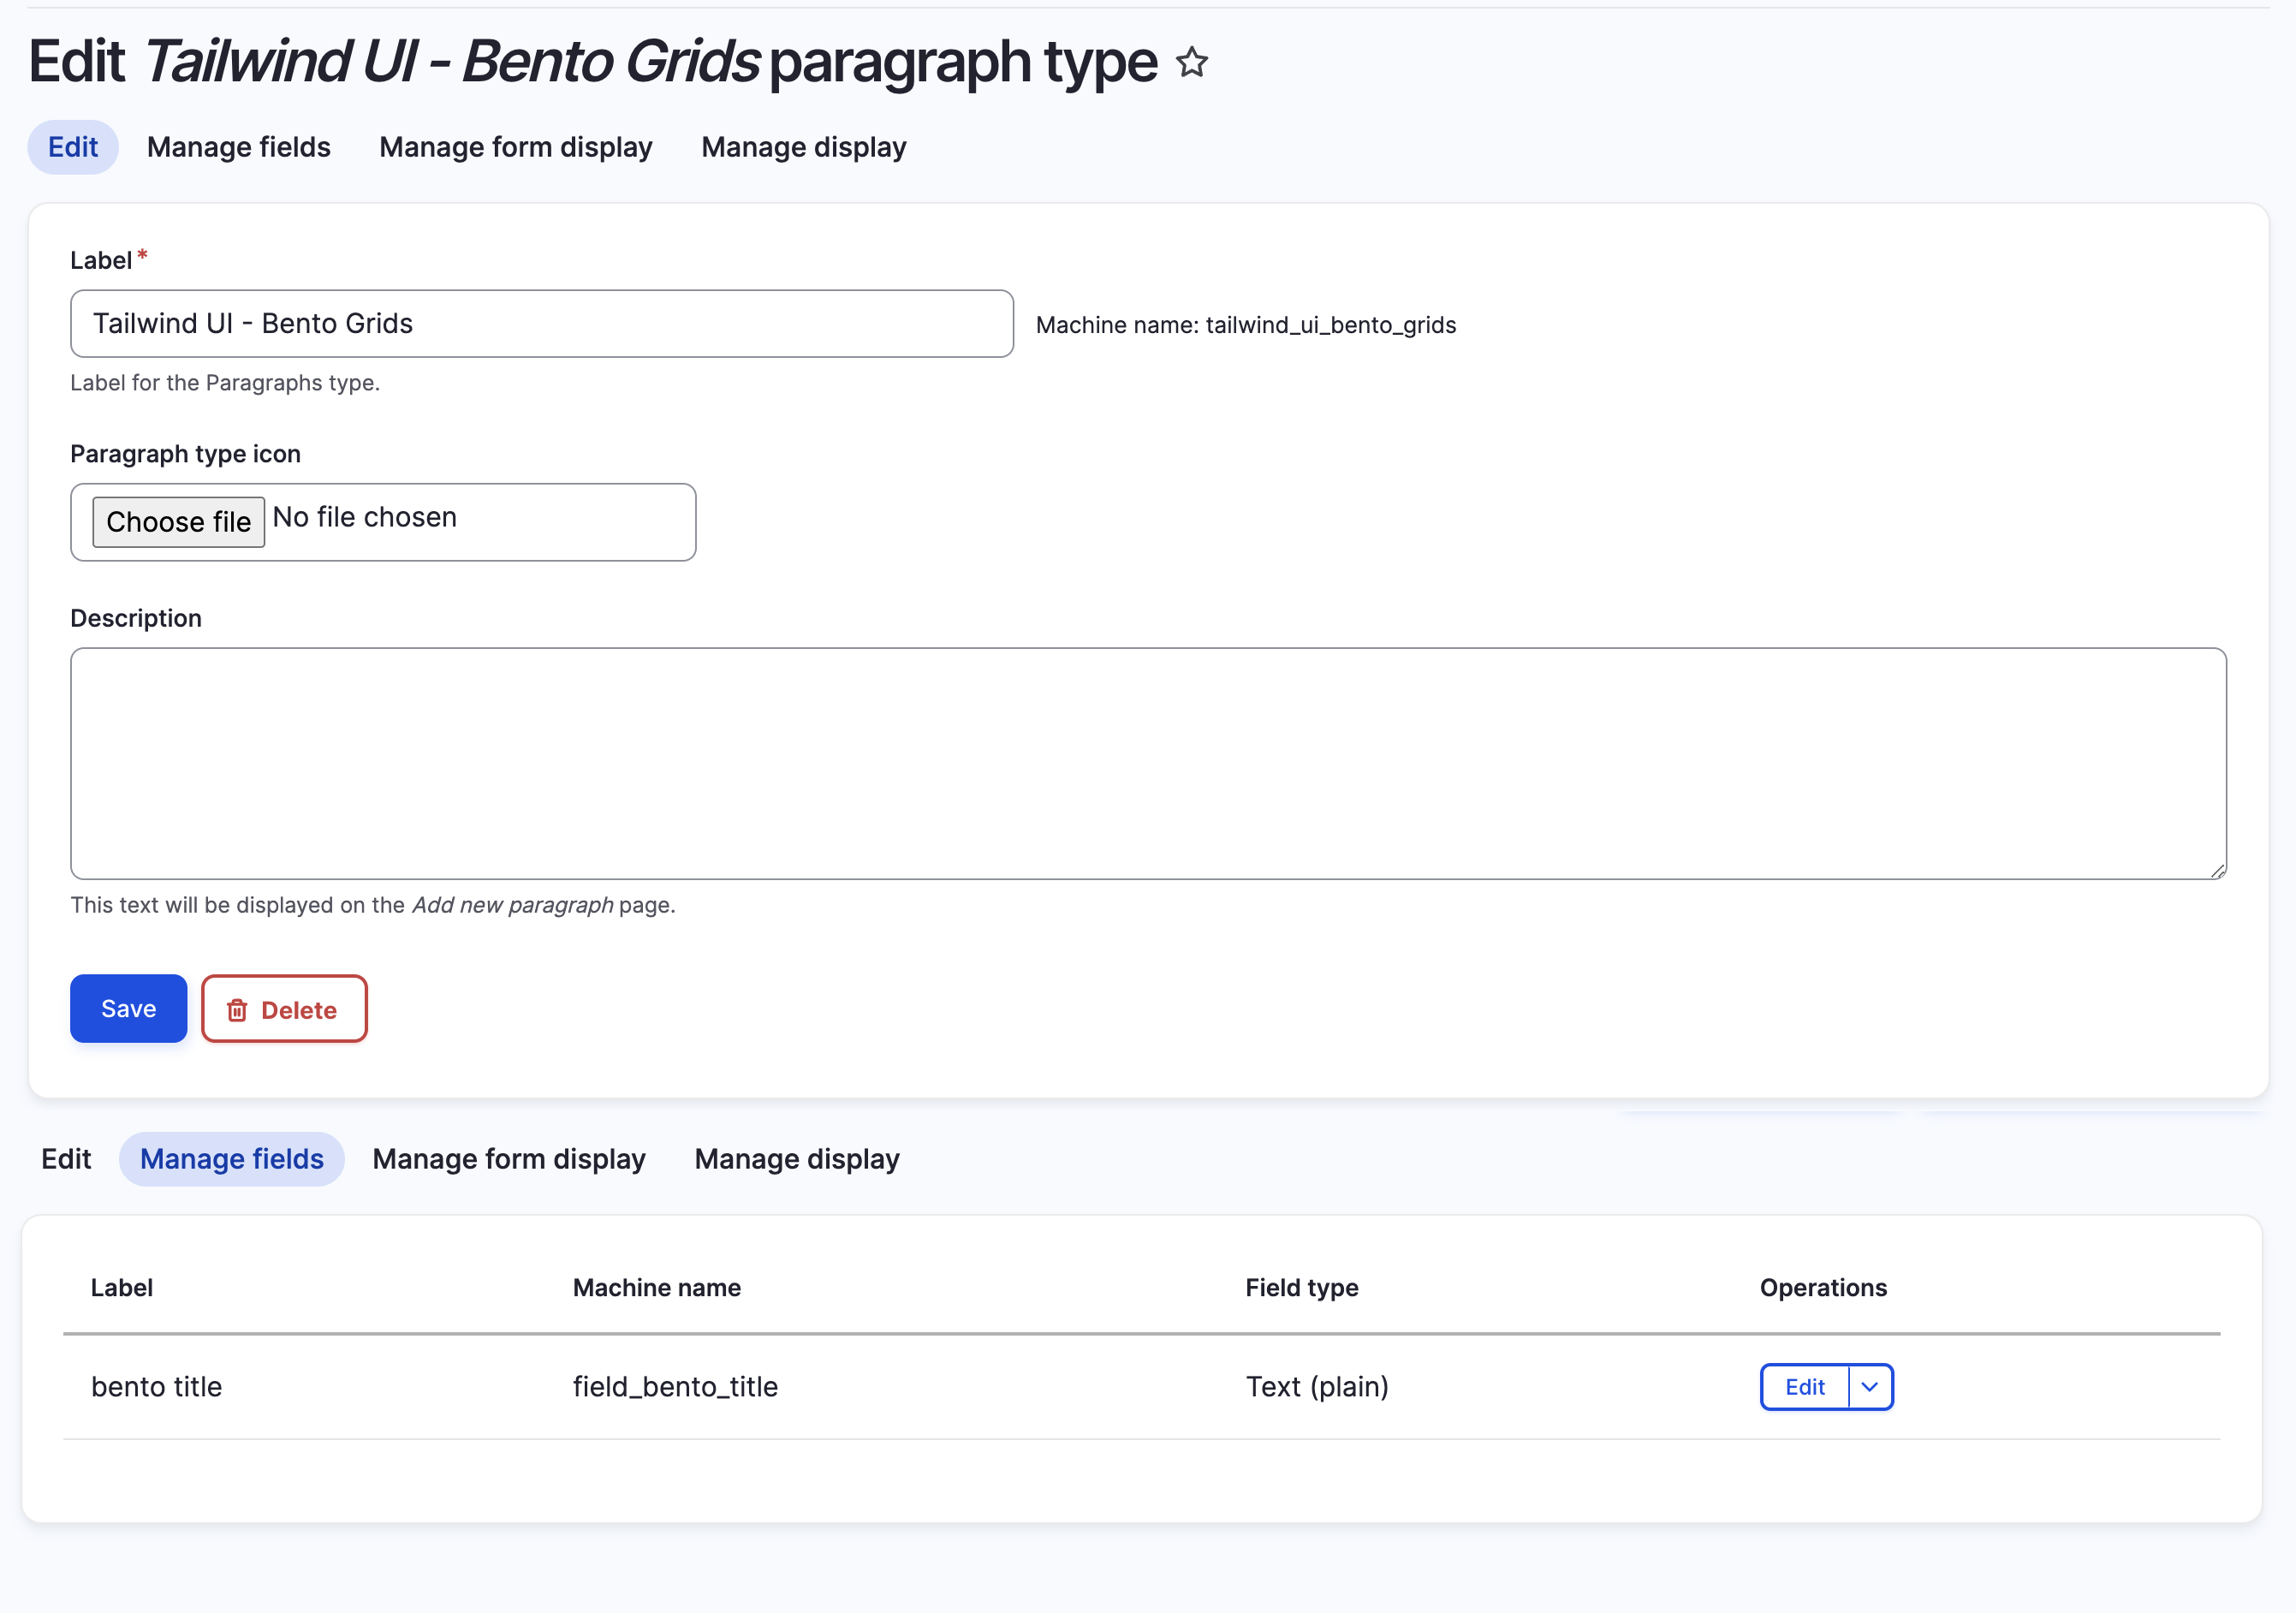 Edit Tailwind UI - Bento Grids paragraph type
Edit Manage fields Manage form display Manage display
Label*
Tailwind UI - Bento Grids Machine name: tailwind_ui_bento_grids
Label for the Paragraphs type.
Paragraph type icon
Choose file No file chosen
Description
This text will be displayed on the Add new paragraph page.
Save Delete
Edit Manage fields Manage form display Manage display
Label Machine name Field type Operations
bento title field_bento_title Text (plain) Edit